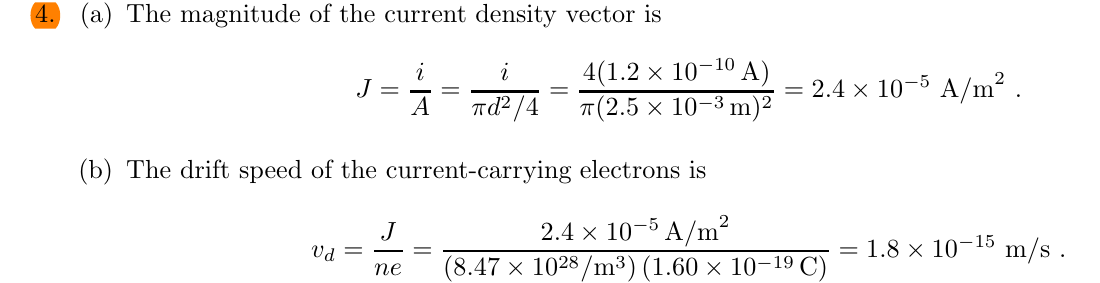 4. (a) The magnitude of the current density vector is
J = i/A = i/(πd²/4) = 4(1.2 × 10⁻¹⁰ A)/(π(2.5 × 10⁻³ m)²) = 2.4 × 10⁻⁵ A/m² .
(b) The drift speed of the current-carrying electrons is
v_d = J/(ne) = (2.4 × 10⁻⁵ A/m²)/((8.47 × 10²⁸/m³) (1.60 × 10⁻¹⁹ C)) = 1.8 × 10⁻¹⁵ m/s .